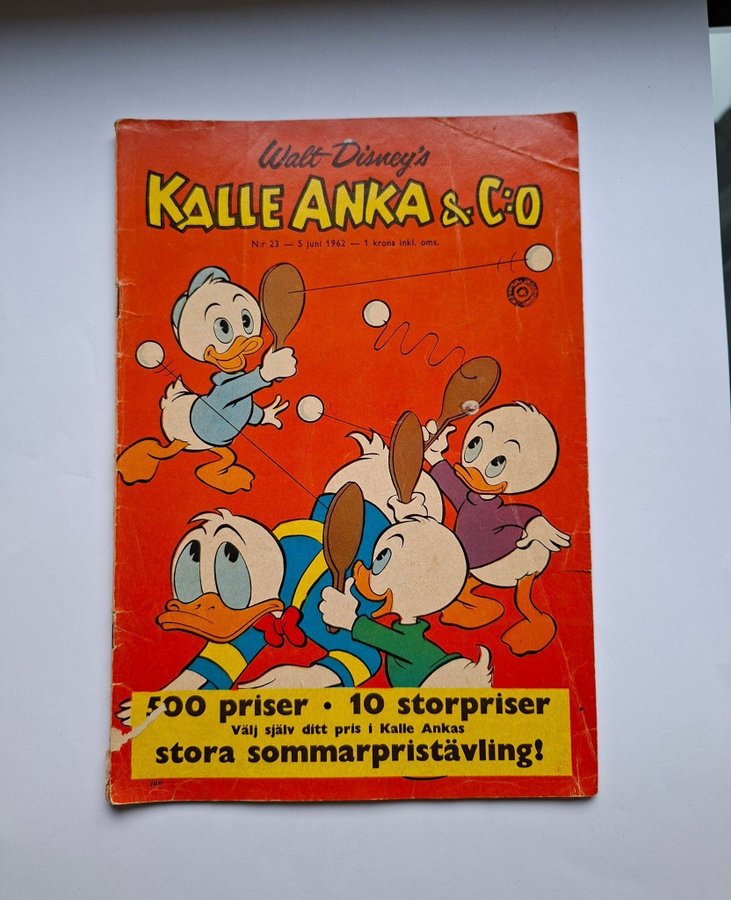 Walt Disney's
KALLE ANKA & C:O
N:r 23 — 5 juni 1962 — 1 krona inkl. oms.
500 priser • 10 storpriser
Välj själv ditt pris i Kalle Ankas
stora sommarpristävling!